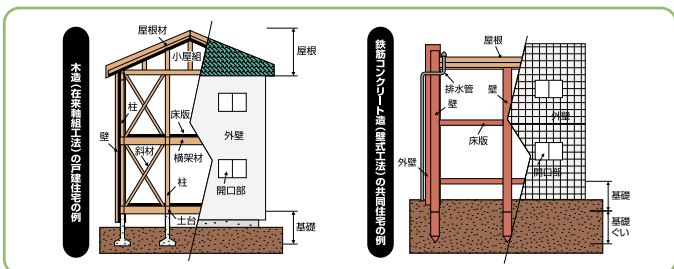 木造（在来軸組工法）の戸建住宅の例
屋根材
小屋組
屋根
柱
床版
壁
外壁
斜材
横架材
柱
開口部
土台
基礎
鉄筋コンクリート造（壁式工法）の共同住宅の例
屋根
排水管
壁
壁
外壁
床版
外壁
開口部
基礎
基礎
ぐい